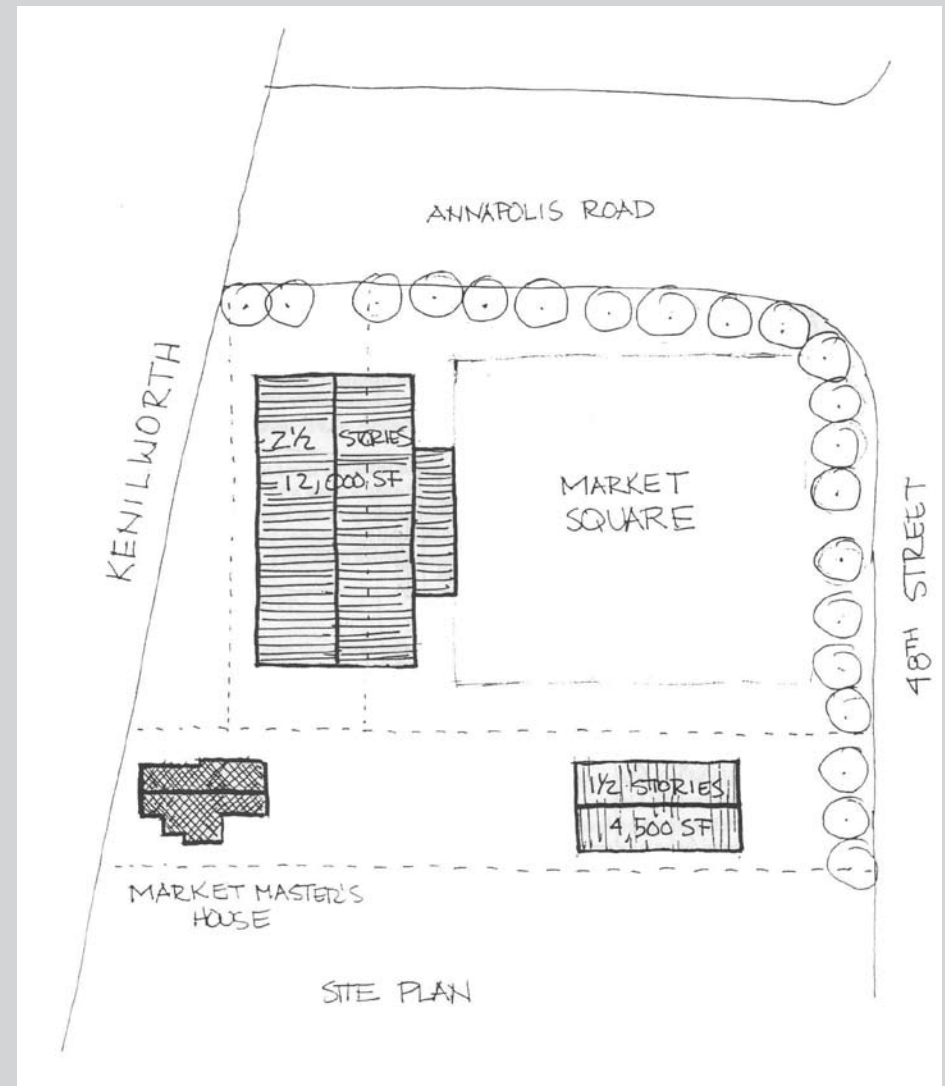 ANNAPOLIS ROAD
KENILWORTH
2½ STORIES
12,000 SF
MARKET
SQUARE
48TH STREET
1½ STORIES
4,500 SF
MARKET MASTER'S
HOUSE
SITE PLAN